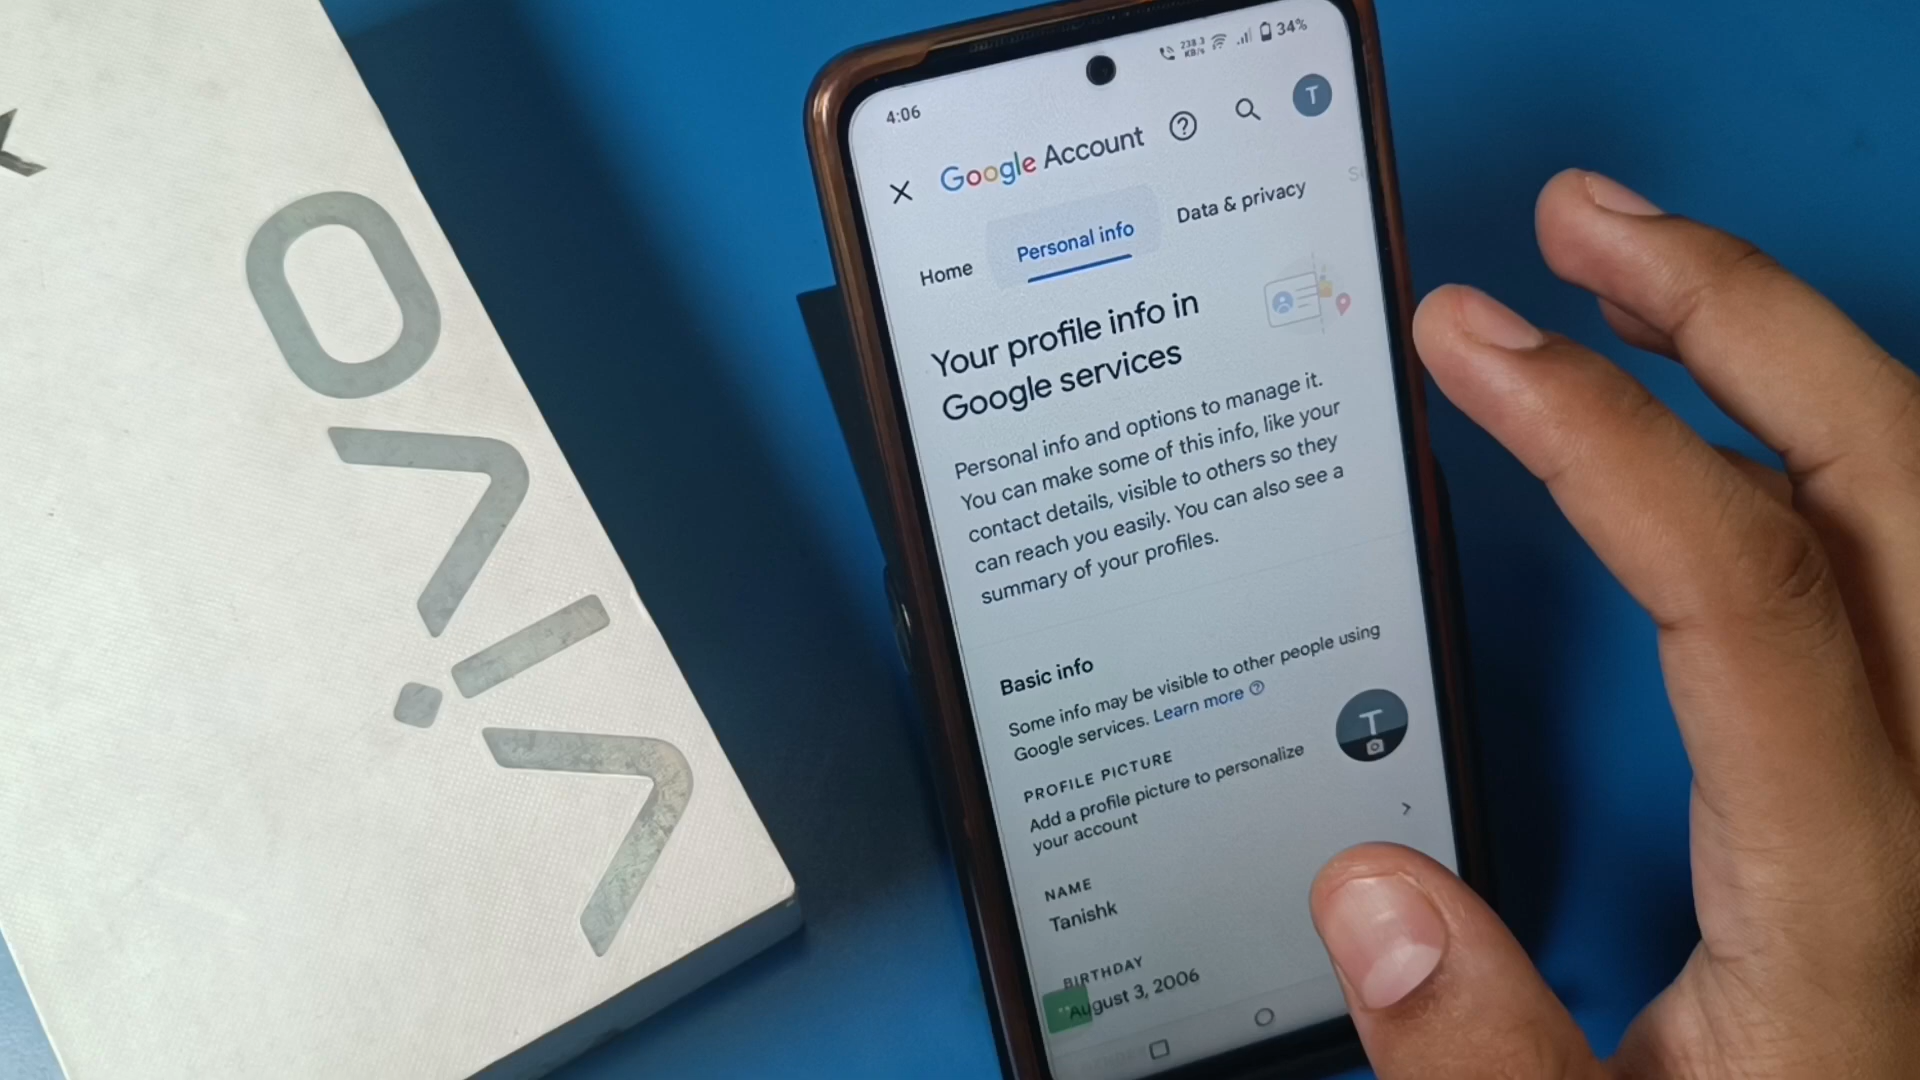 vivo
4:06
238.3
KB/s
34%
Google Account
T
Home
Personal info
Data & privacy
Your profile info in
Google services
Personal info and options to manage it.
You can make some of this info, like your
contact details, visible to others so they
can reach you easily. You can also see a
summary of your profiles.
Basic info
Some info may be visible to other people using
Google services. Learn more
PROFILE PICTURE
Add a profile picture to personalize
your account
T
NAME
Tanishk
BIRTHDAY
August 3, 2006